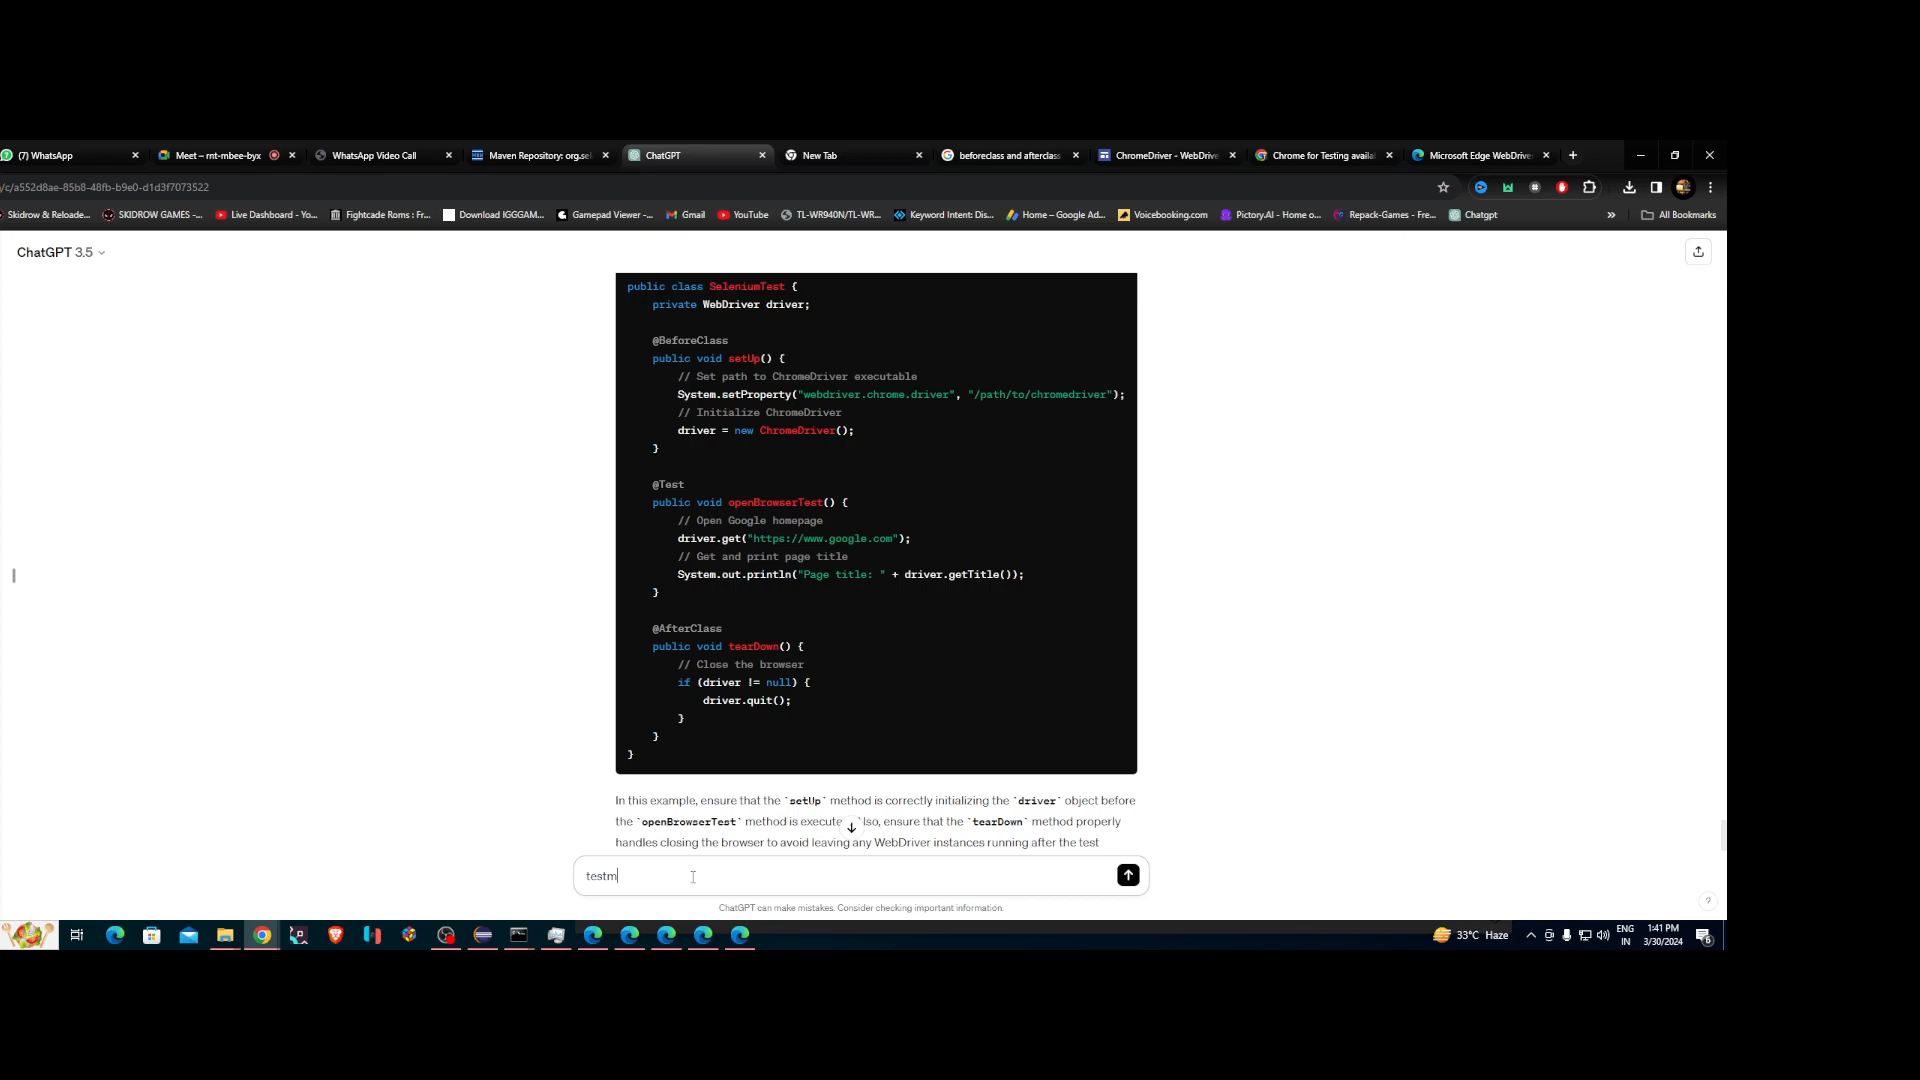 (7) WhatsApp
Meet – rnt-mbee-byx
WhatsApp Video Call
Maven Repository: org.sel
ChatGPT
New Tab
beforeclass and afterclass
ChromeDriver - WebDrive
Chrome for Testing availa
Microsoft Edge WebDrive
/c/a552d8ae-85b8-48fb-b9e0-d1d3f7073522
Skidrow & Reloade...
SKIDROW GAMES -...
Live Dashboard - Yo...
Fightcade Roms : Fr...
Download IGGGAM...
Gamepad Viewer -...
Gmail
YouTube
TL-WR940N/TL-WR...
Keyword Intent: Dis...
Home – Google Ad...
Voicebooking.com
Pictory.AI - Home o...
Repack-Games - Fre...
Chatgpt
»
All Bookmarks
ChatGPT 3.5
public class SeleniumTest {
private WebDriver driver;
@BeforeClass
public void setUp() {
// Set path to ChromeDriver executable
System.setProperty("webdriver.chrome.driver", "/path/to/chromedriver");
// Initialize ChromeDriver
driver = new ChromeDriver();
}
@Test
public void openBrowserTest() {
// Open Google homepage
driver.get("https://www.google.com");
// Get and print page title
System.out.println("Page title: " + driver.getTitle());
}
@AfterClass
public void tearDown() {
// Close the browser
if (driver != null) {
driver.quit();
}
}
}
In this example, ensure that the `setUp` method is correctly initializing the `driver` object before
the `openBrowserTest` method is execute lso, ensure that the `tearDown` method properly
handles closing the browser to avoid leaving any WebDriver instances running after the test
testm
ChatGPT can make mistakes. Consider checking important information.
?
33°C Haze
ENG
IN
1:41 PM
3/30/2024
6